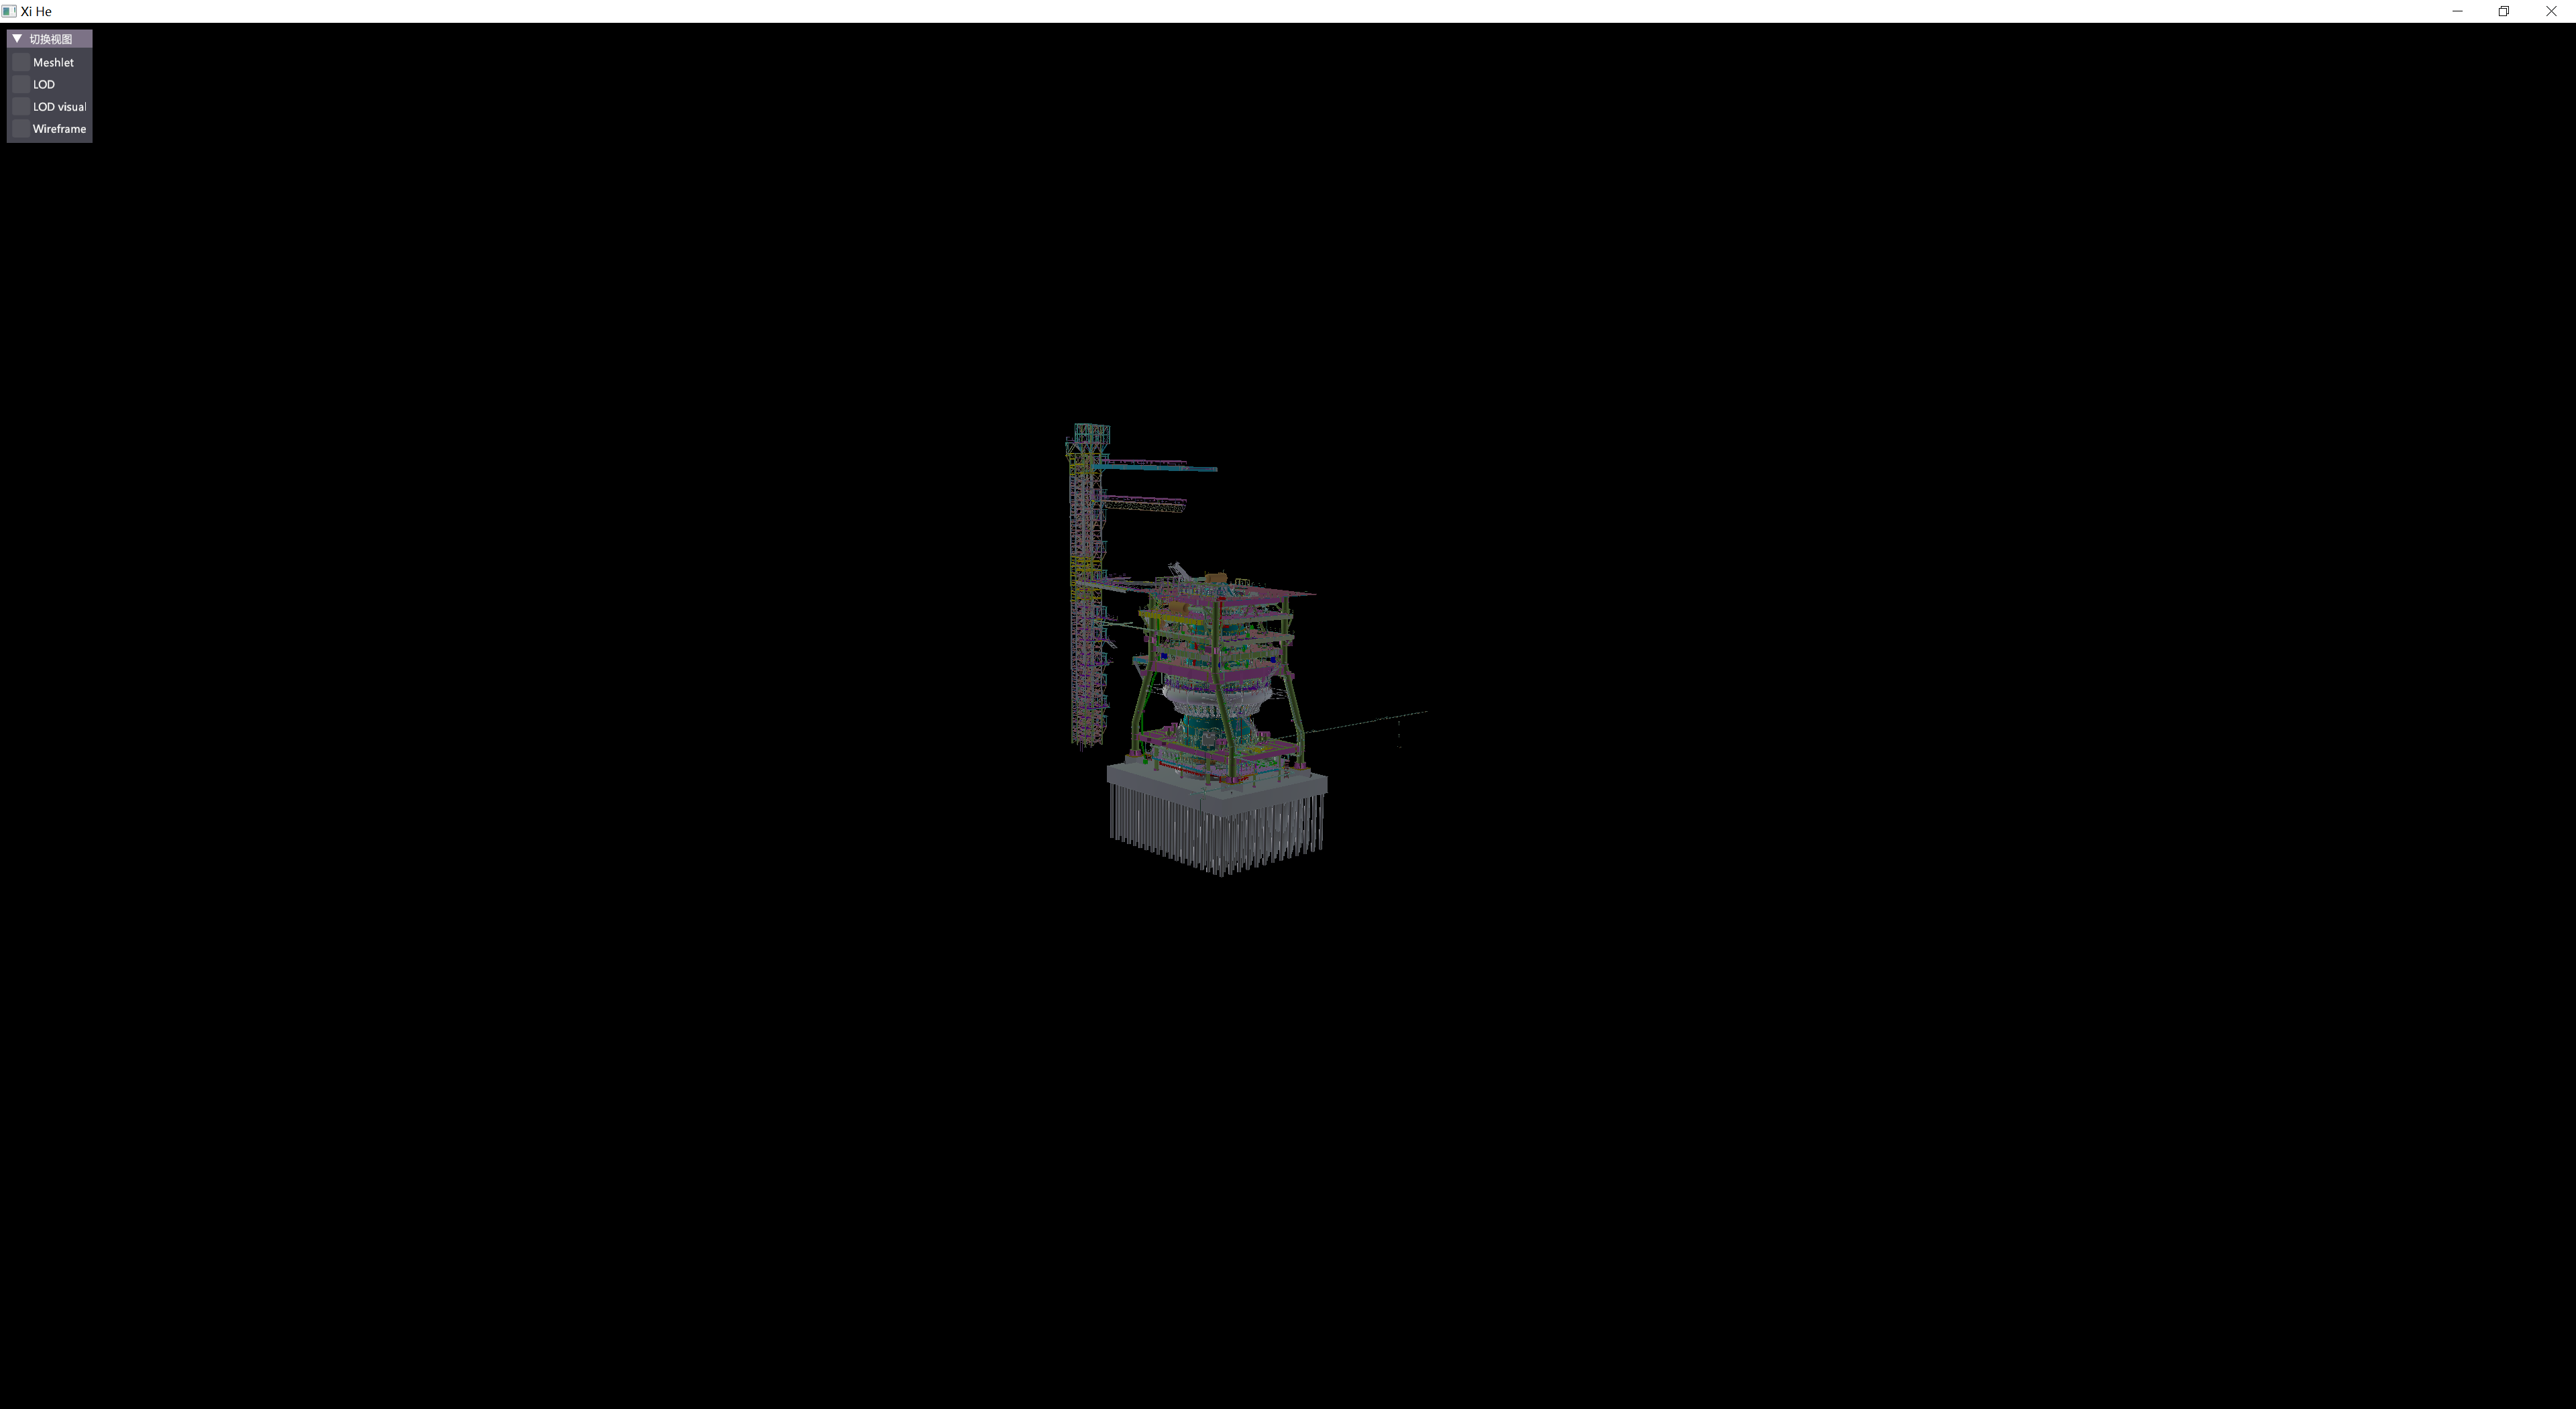 Xi He
切换视图
Meshlet
LOD
LOD visual
Wireframe